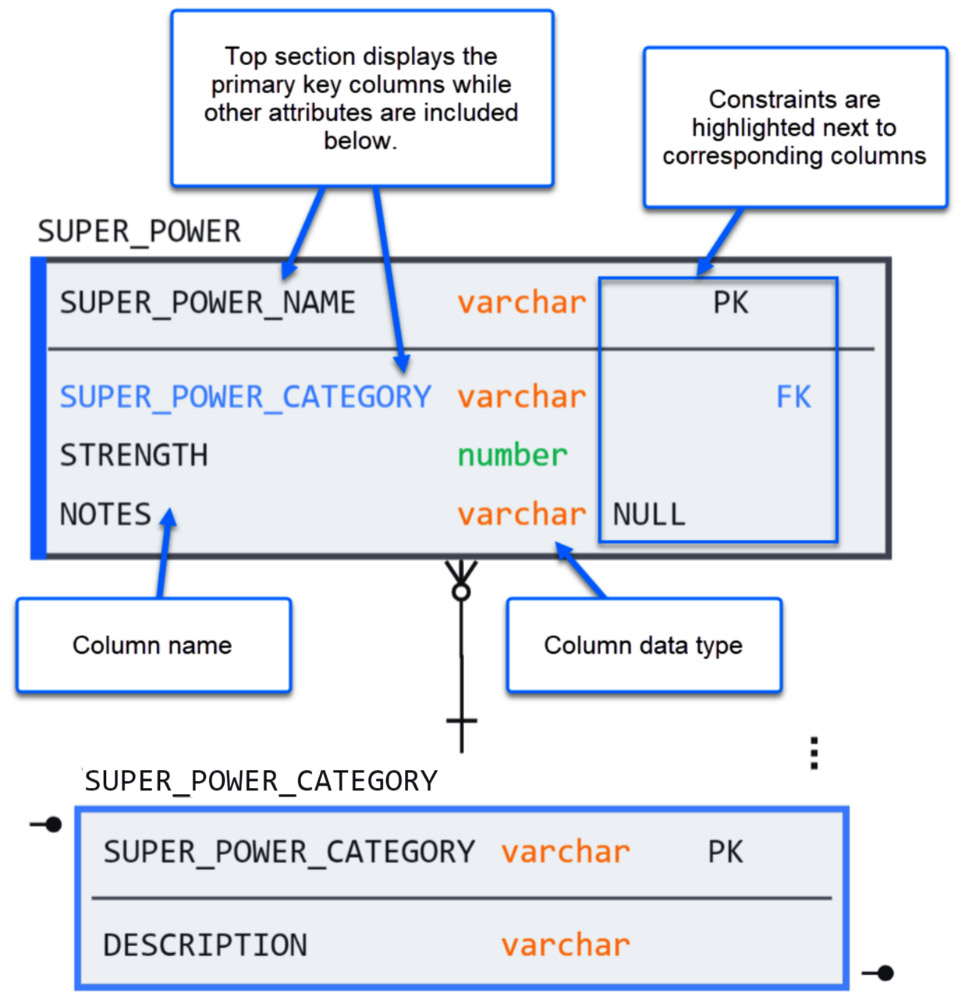 Top section displays the
primary key columns while
other attributes are included
below.
Constraints are
highlighted next to
corresponding columns
SUPER_POWER
SUPER_POWER_NAME varchar PK
SUPER_POWER_CATEGORY varchar FK
STRENGTH number
NOTES varchar NULL
Column name
Column data type
SUPER_POWER_CATEGORY
SUPER_POWER_CATEGORY varchar PK
DESCRIPTION varchar